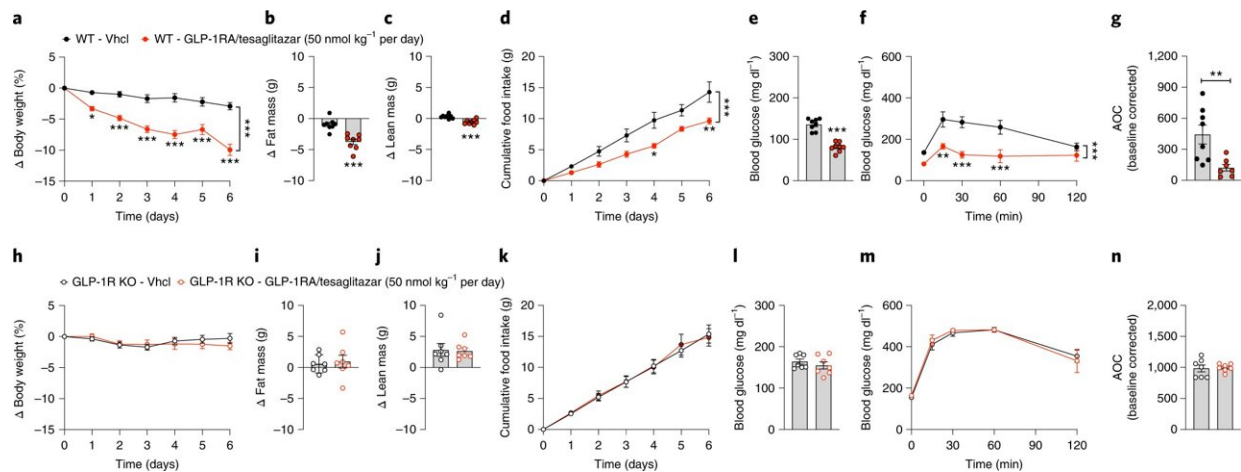 a b c d e f g
WT - Vhcl WT - GLP-1RA/tesaglitazar (50 nmol kg⁻¹ per day)
Δ Body weight (%)
5
0
−5
−10
−15
* *** *** *** *** ***
***
0 1 2 3 4 5 6
Time (days)
Δ Fat mass (g)
10
5
0
−5
−10
***
Δ Lean mas (g)
10
5
0
−5
−10
***
Cumulative food intake (g)
20
15
10
5
0
* **
***
0 1 2 3 4 5 6
Time (days)
Blood glucose (mg dl⁻¹)
300
200
100
0
***
Blood glucose (mg dl⁻¹)
600
400
200
0
** *** ***
***
0 30 60 90 120
Time (min)
AOC
(baseline corrected)
1,200
900
600
300
0
**
h i j k l m n
GLP-1R KO - Vhcl GLP-1R KO - GLP-1RA/tesaglitazar (50 nmol kg⁻¹ per day)
Δ Body weight (%)
5
0
−5
−10
−15
0 1 2 3 4 5 6
Time (days)
Δ Fat mass (g)
10
5
0
−5
−10
Δ Lean mass (g)
10
5
0
−5
−10
Cumulative food intake (g)
20
15
10
5
0
0 1 2 3 4 5 6
Time (days)
Blood glucose (mg dl⁻¹)
300
200
100
0
Blood glucose (mg dl⁻¹)
600
400
200
0
0 30 60 90 120
Time (min)
AOC
(baseline corrected)
2,000
1,500
1,000
500
0